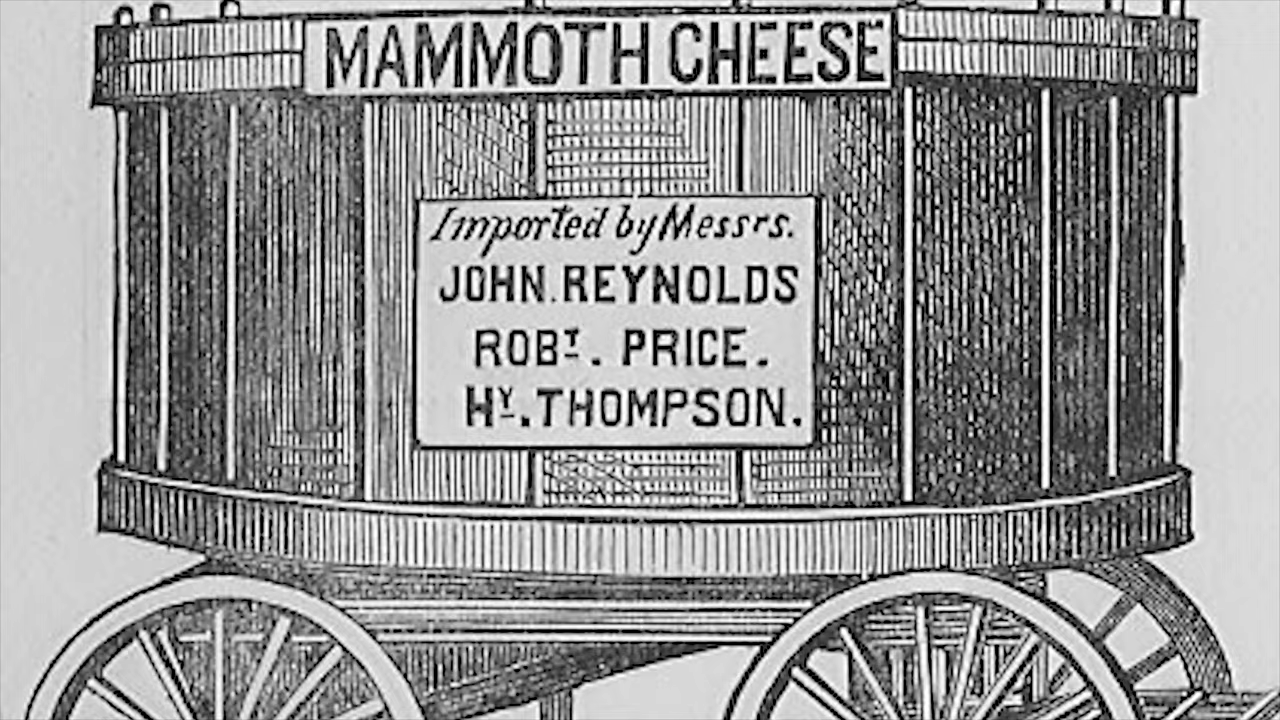 MAMMOTH CHEESE
Imported by Messrs.
JOHN. REYNOLDS
ROBT. PRICE.
HY. THOMPSON.